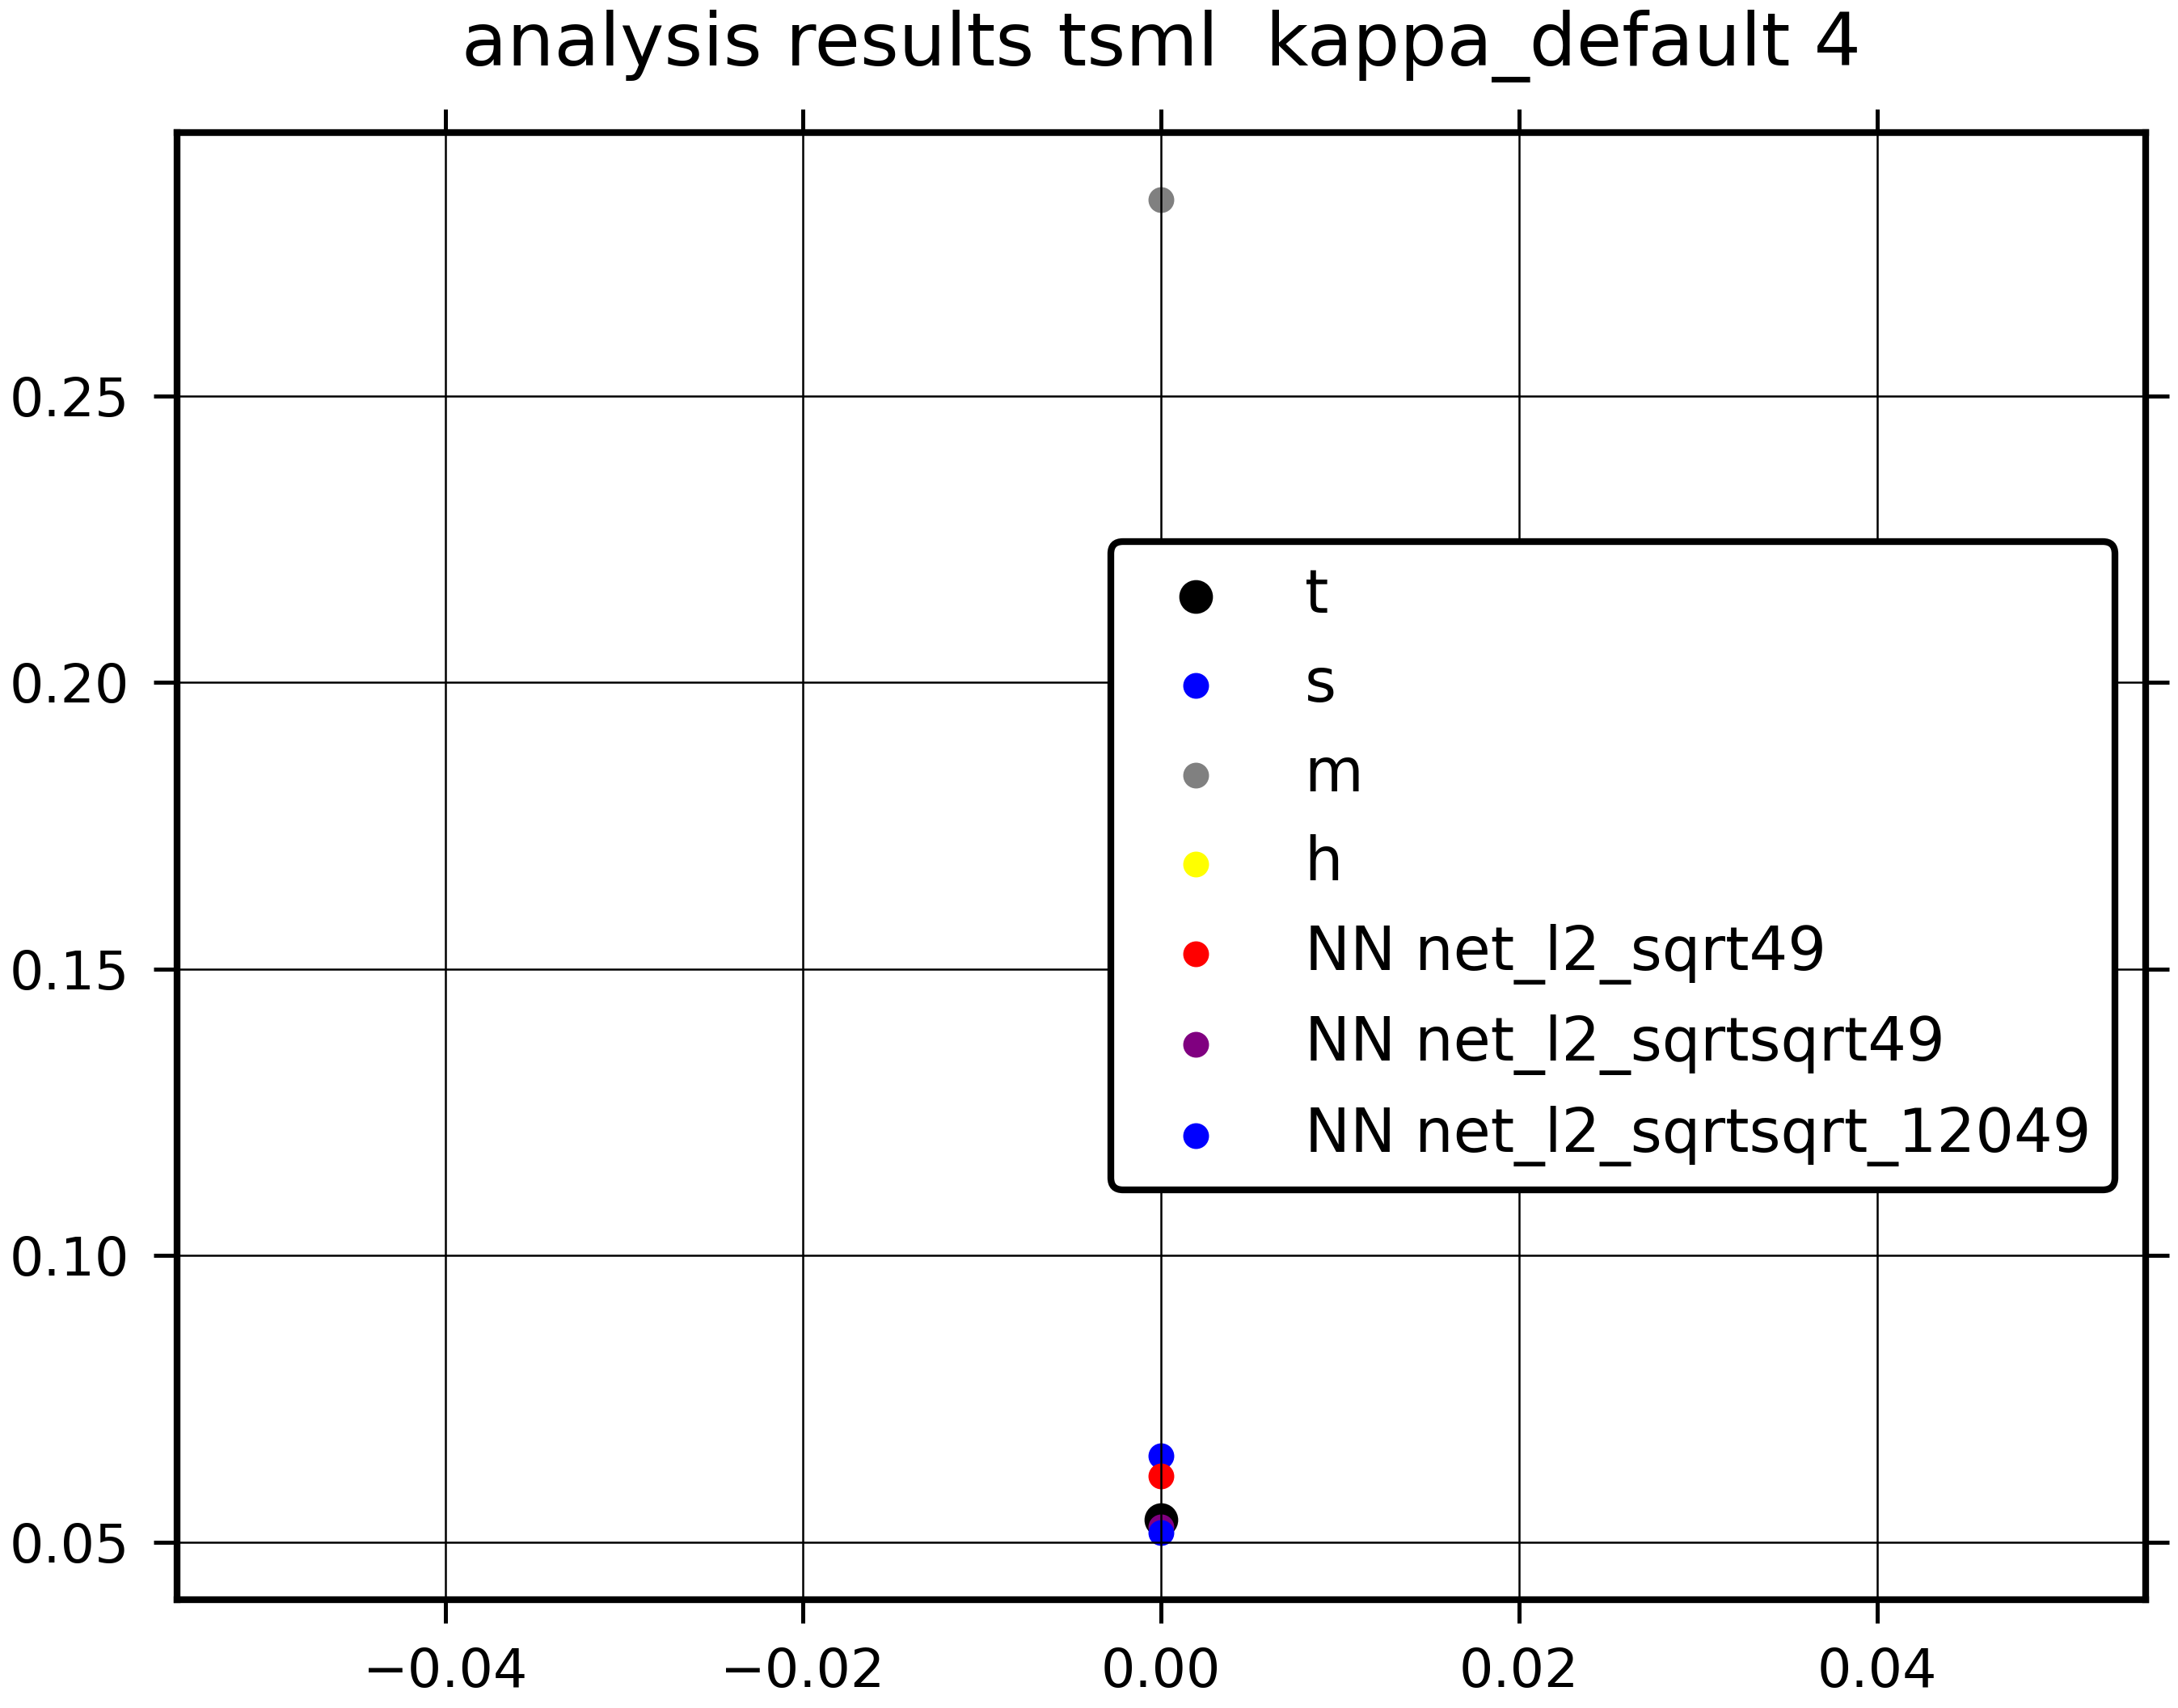 analysis results tsml  kappa_default 4
0.25
0.20
0.15
0.10
0.05
t
s
m
h
NN net_l2_sqrt49
NN net_l2_sqrtsqrt49
NN net_l2_sqrtsqrt_12049
−0.04 −0.02 0.00 0.02 0.04